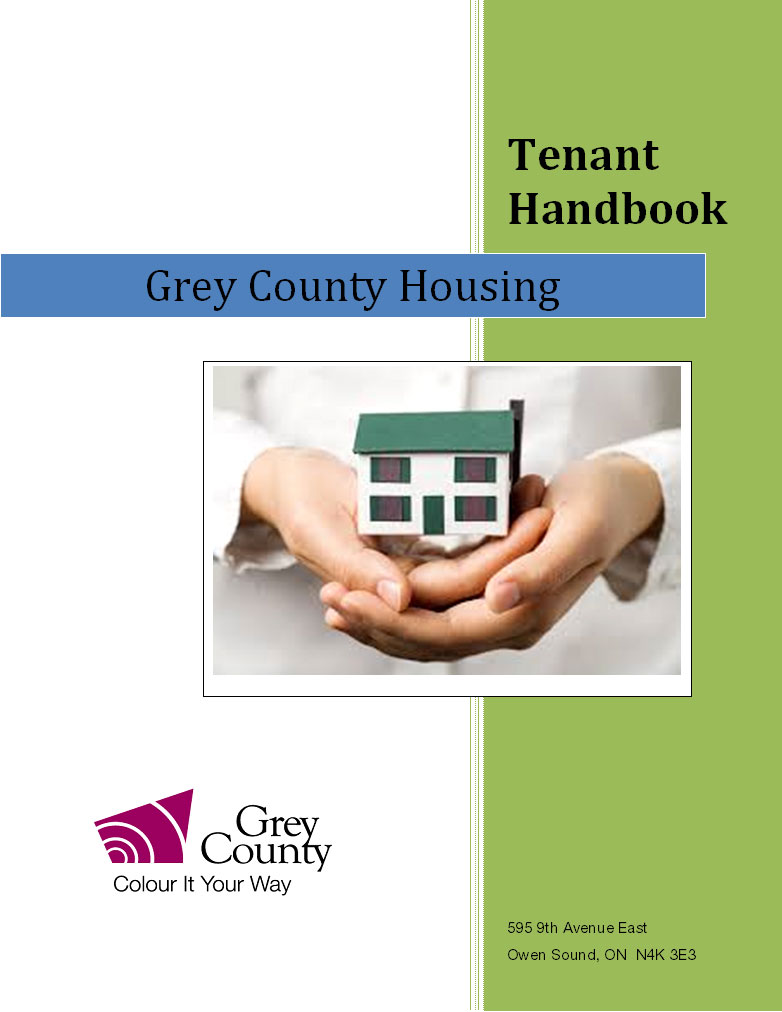 Tenant
Handbook
Grey County Housing
Grey
County
Colour It Your Way
595 9th Avenue East
Owen Sound, ON  N4K 3E3